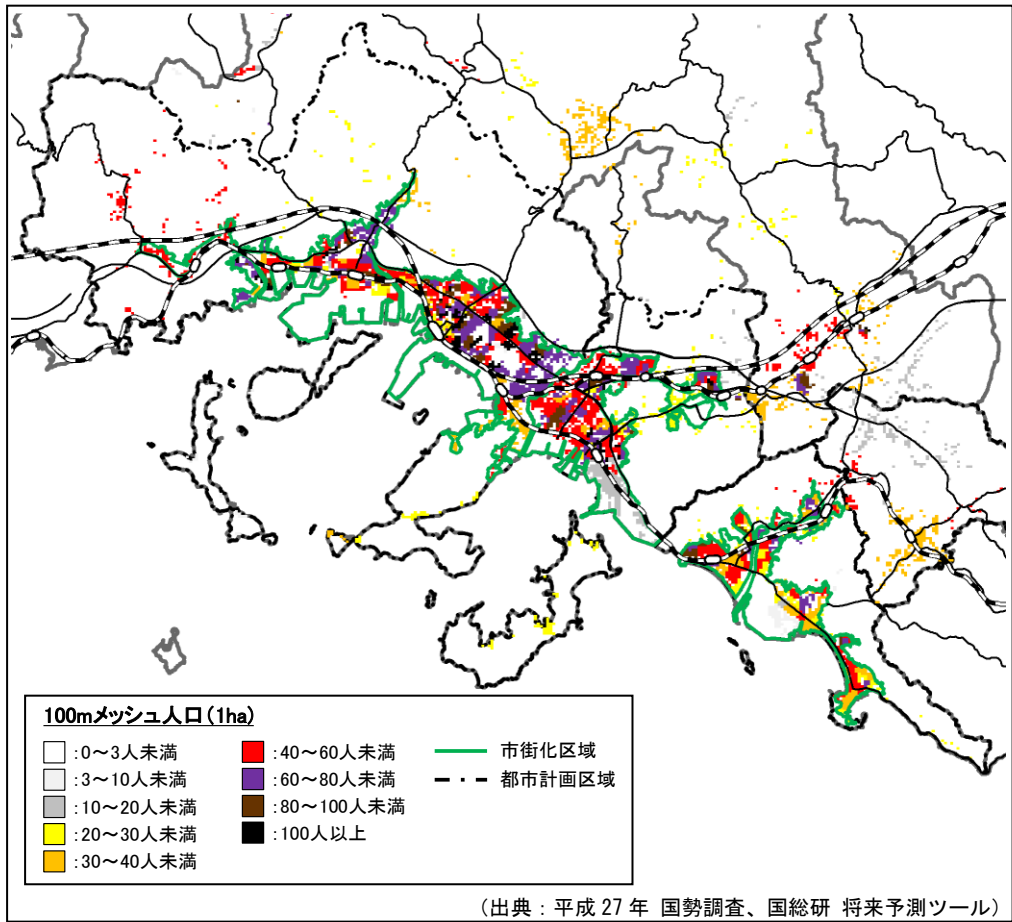 100mメッシュ人口(1ha)
:0～3人未満
:3～10人未満
:10～20人未満
:20～30人未満
:30～40人未満
:40～60人未満
:60～80人未満
:80～100人未満
:100人以上
市街化区域
都市計画区域
(出典：平成27年 国勢調査、国総研 将来予測ツール)